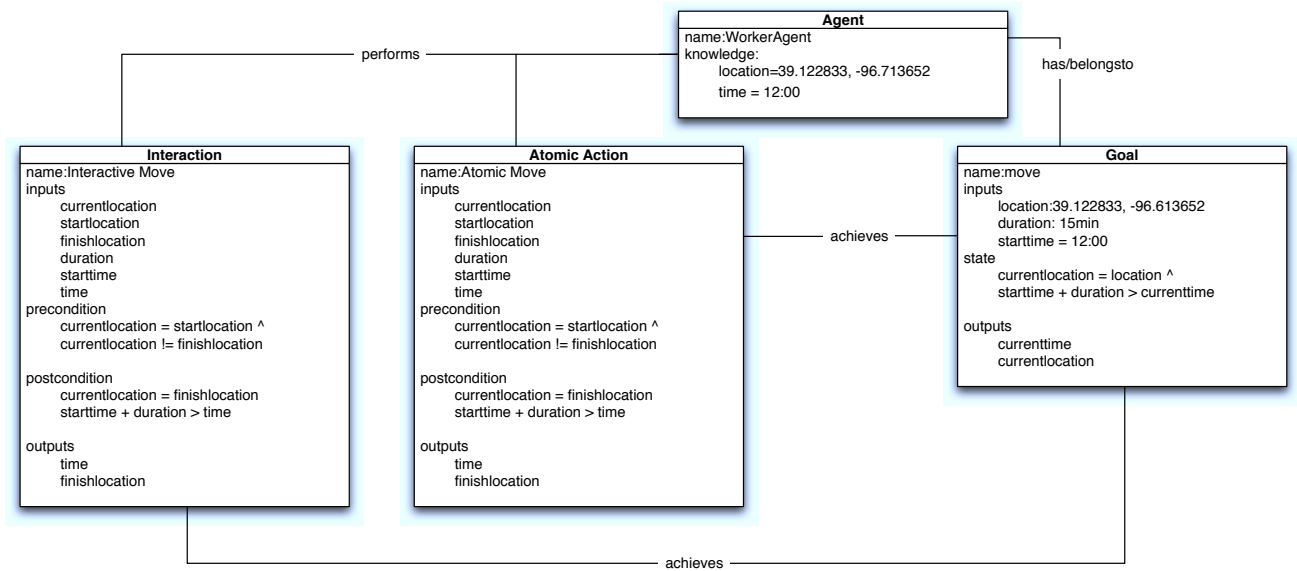 Agent
name:WorkerAgent
knowledge:
location=39.122833, -96.713652
time = 12:00
performs
has/belongsto
Interaction
name:Interactive Move
inputs
currentlocation
startlocation
finishlocation
duration
starttime
time
precondition
currentlocation = startlocation ^
currentlocation != finishlocation
postcondition
currentlocation = finishlocation
starttime + duration > time
outputs
time
finishlocation
Atomic Action
name:Atomic Move
inputs
currentlocation
startlocation
finishlocation
duration
starttime
time
precondition
currentlocation = startlocation ^
currentlocation != finishlocation
postcondition
currentlocation = finishlocation
starttime + duration > time
outputs
time
finishlocation
achieves
Goal
name:move
inputs
location:39.122833, -96.613652
duration: 15min
starttime = 12:00
state
currentlocation = location ^
starttime + duration > currenttime
outputs
currenttime
currentlocation
achieves